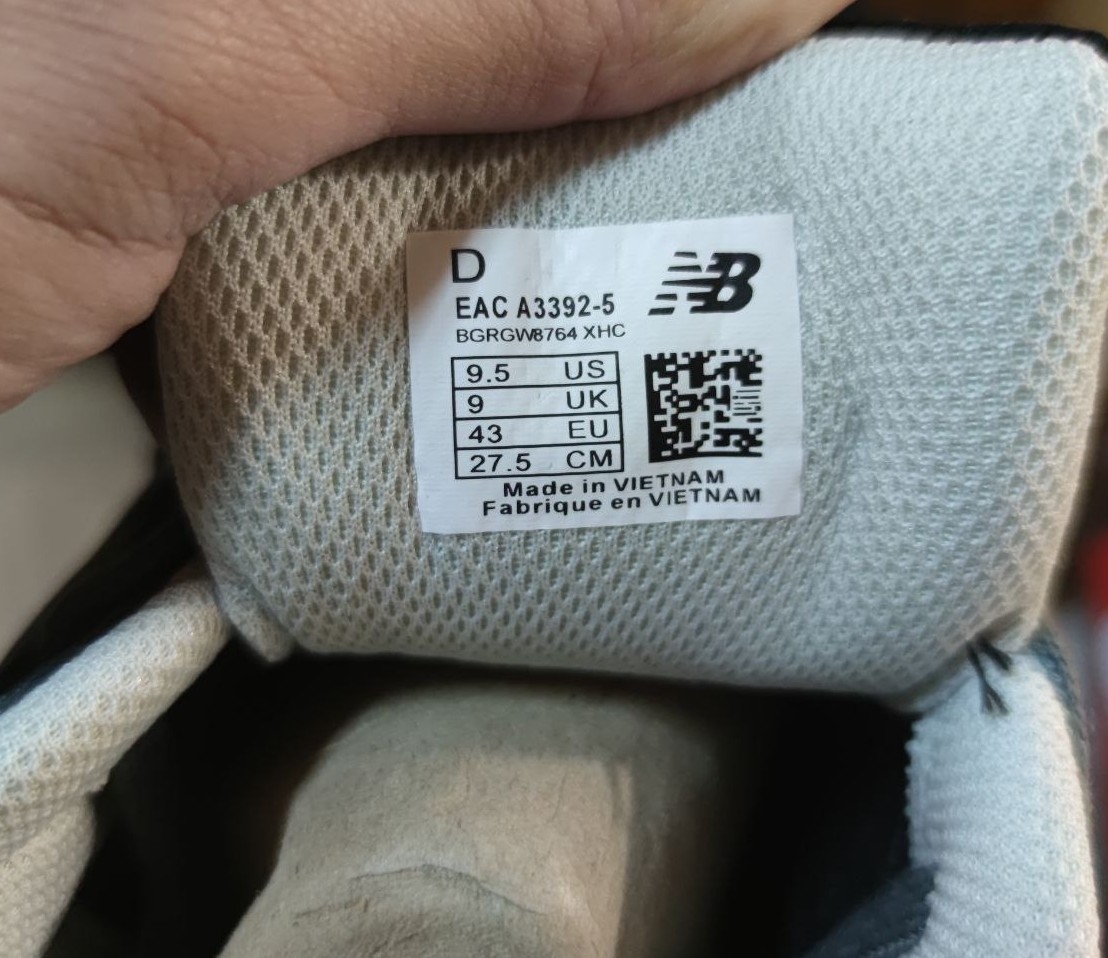 D
NB
EAC A3392-5
BGRGW8764 XHC
9.5 US
9 UK
43 EU
27.5 CM
Made in VIETNAM
Fabrique en VIETNAM